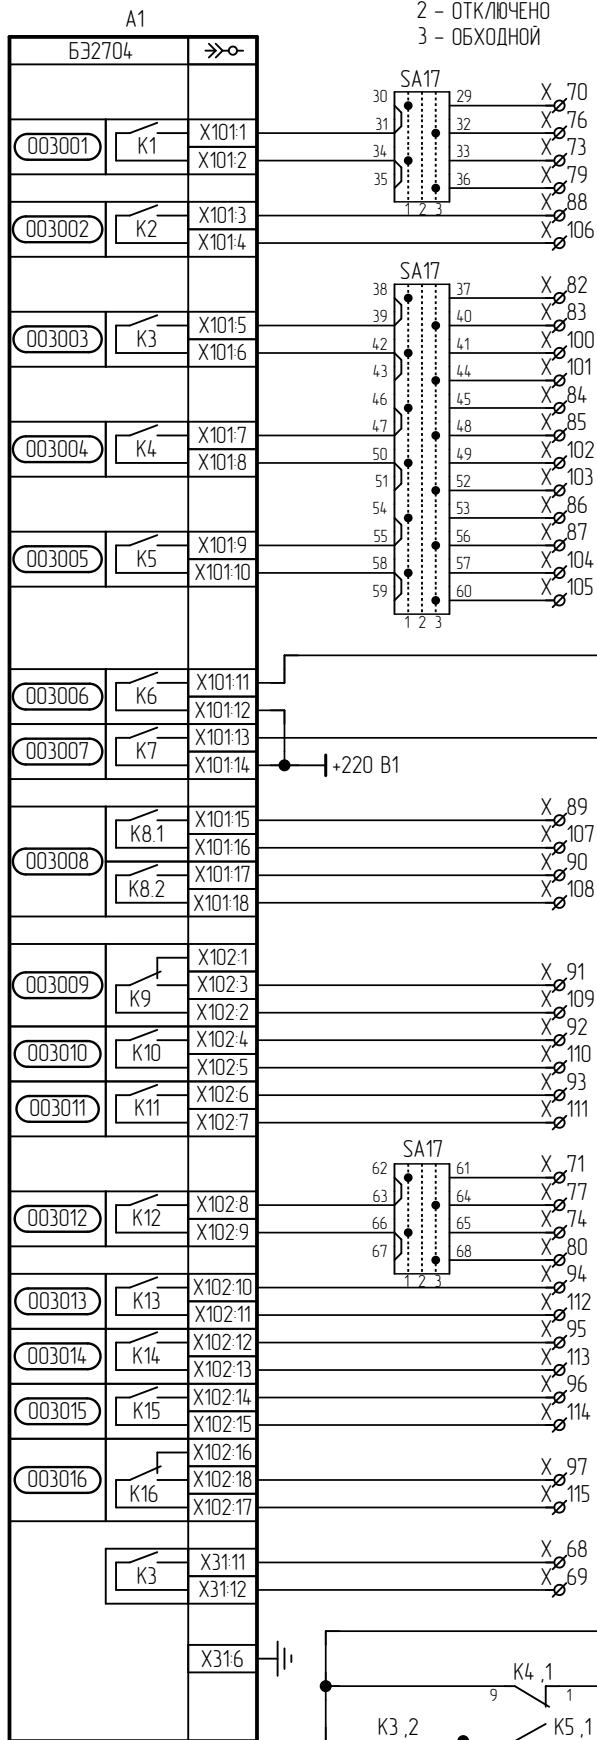 2 – ОТКЛЮЧЕНО
3 – ОБХОДНОЙ
А1
БЭ2704
SA17
30 29 X 70
003001 K1 X101:1 31 32 X 76
X101:2 34 33 X 73
35 36 X 79
1 2 3
003002 K2 X101:3 X 88
X101:4 X 106
SA17
38 37 X 82
003003 K3 X101:5 39 40 X 83
X101:6 42 41 X 100
43 44 X 101
46 45 X 84
003004 K4 X101:7 47 48 X 85
X101:8 50 49 X 102
51 52 X 103
54 53 X 86
003005 K5 X101:9 55 56 X 87
X101:10 58 57 X 104
59 60 X 105
1 2 3
003006 K6 X101:11
X101:12
003007 K7 X101:13
X101:14 +220 В1
003008 K8.1 X101:15 X 89
X101:16 X 107
K8.2 X101:17 X 90
X101:18 X 108
X102:1
003009 K9 X102:3 X 91
X102:2 X 109
003010 K10 X102:4 X 92
X102:5 X 110
003011 K11 X102:6 X 93
X102:7 X 111
SA17
62 61 X 71
003012 K12 X102:8 63 64 X 77
X102:9 66 65 X 74
67 68 X 80
1 2 3
003013 K13 X102:10 X 94
X102:11 X 112
003014 K14 X102:12 X 95
X102:13 X 113
003015 K15 X102:14 X 96
X102:15 X 114
X102:16
003016 K16 X102:18 X 97
X102:17 X 115
K3 X31:11 X 68
X31:12 X 69
X31:6
K4 ,1
9 1
K3 ,2 K5 ,1